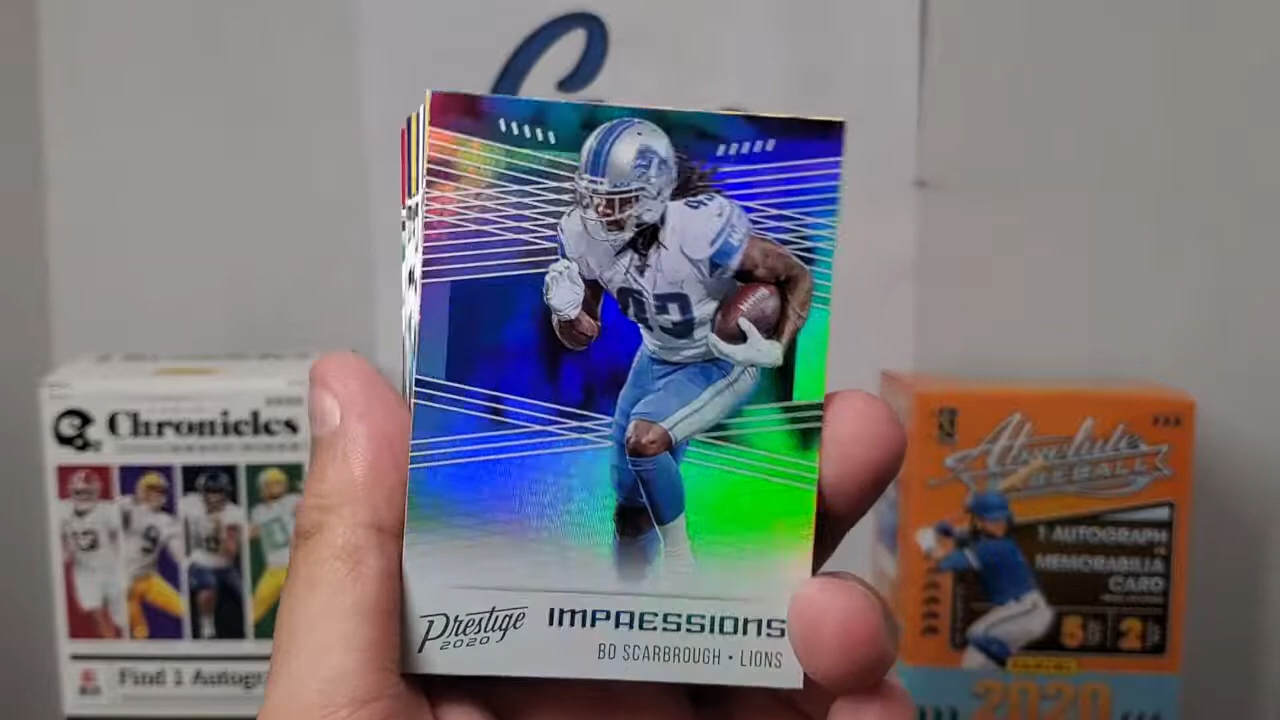 43
Prestige
2020
IMPRESSIONS
BO SCARBROUGH • LIONS
Chronicles
Find 1 Autogr
Absolute
BASEBALL
1 AUTOGRAPH
MEMORABILIA
CARD
5
2
2020